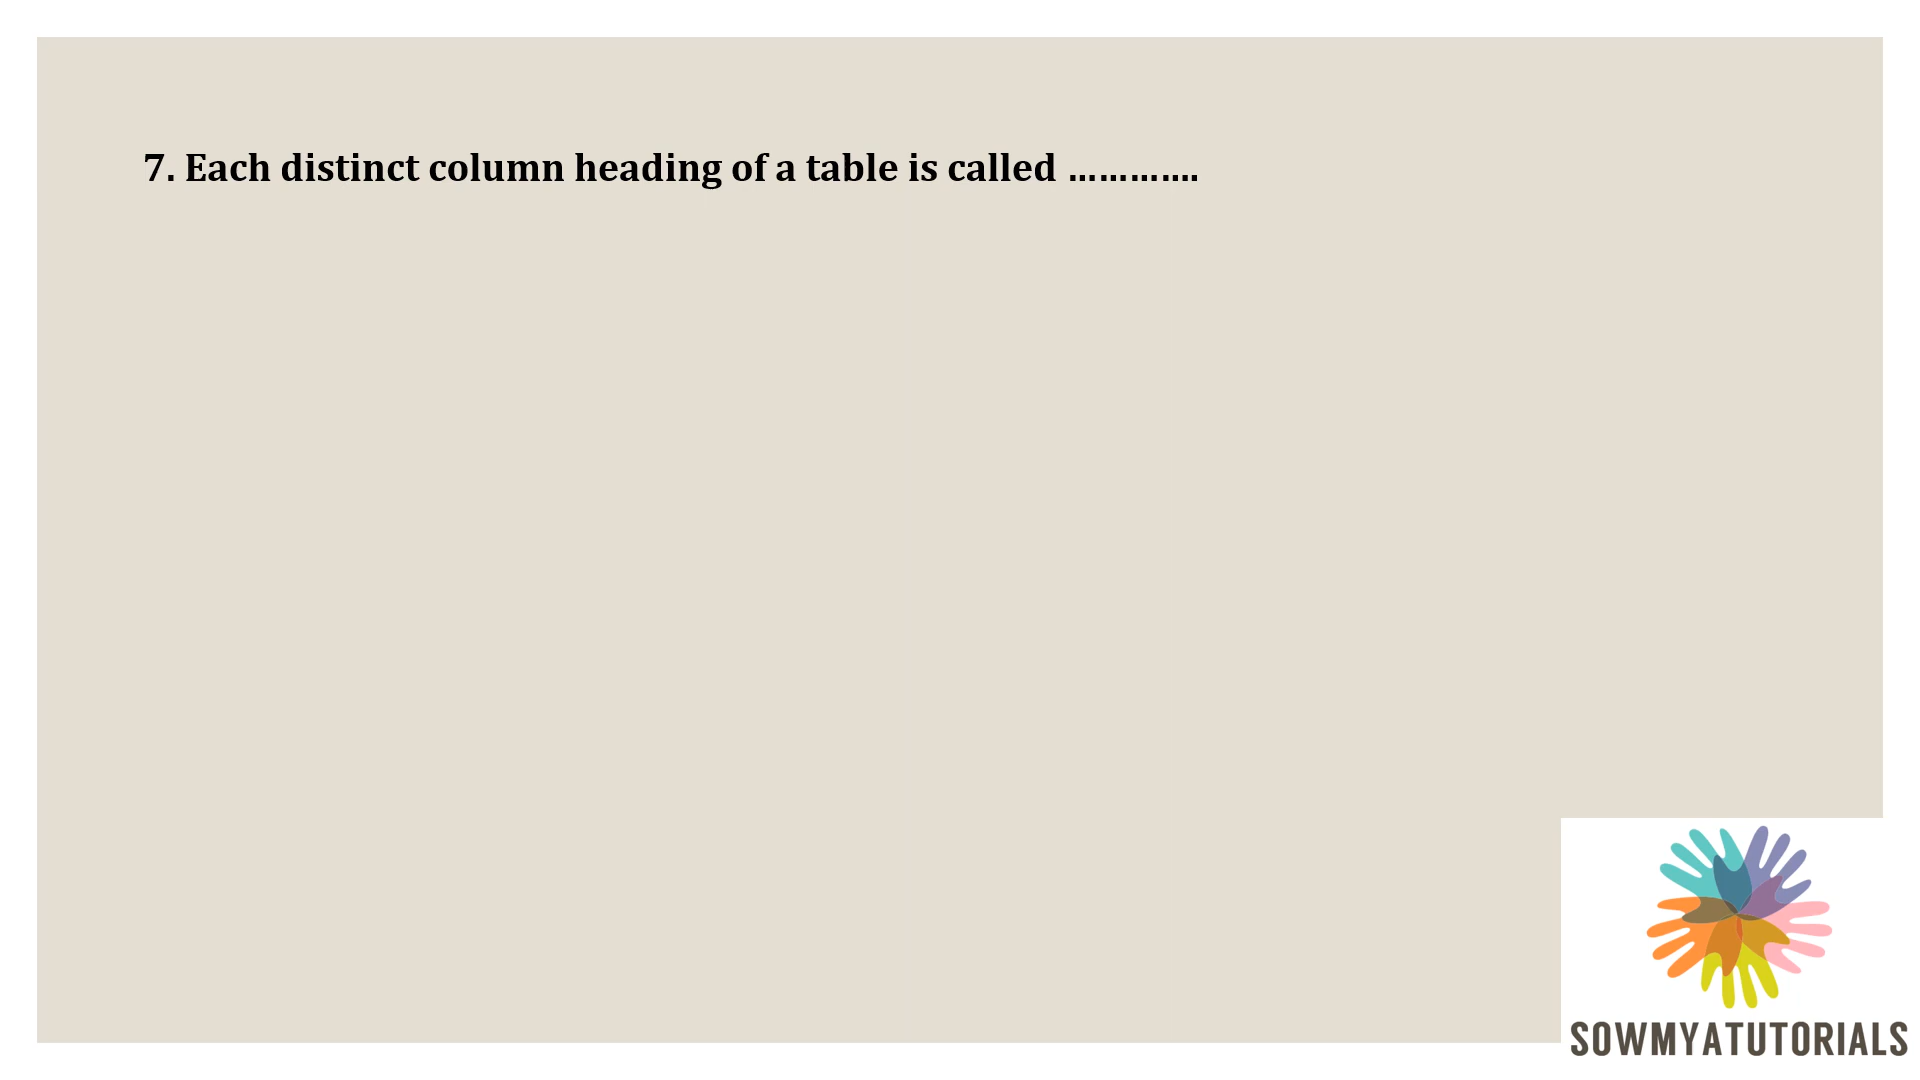 7. Each distinct column heading of a table is called ………….
SOWMYATUTORIALS